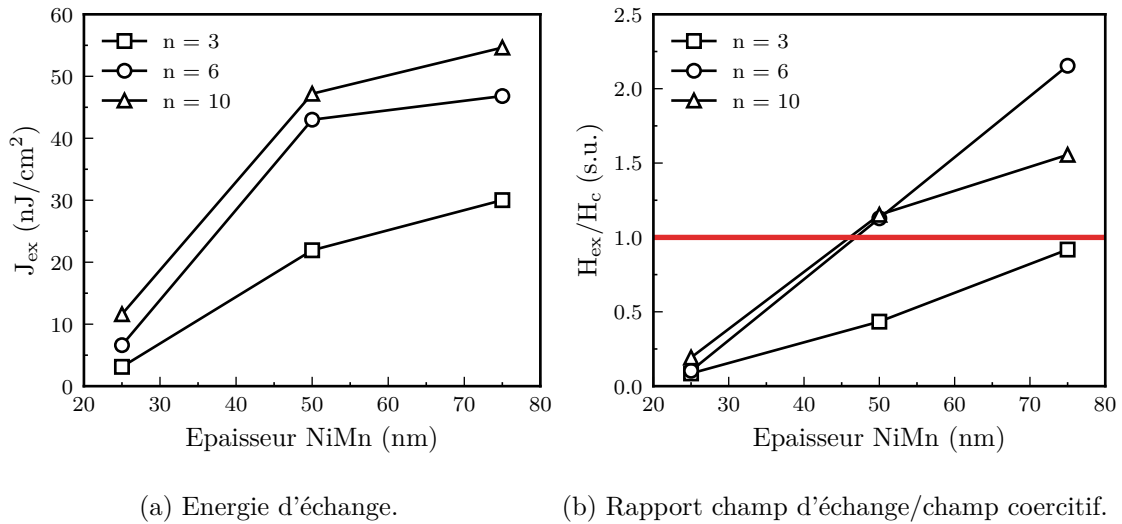 60
50
40
30
20
10
0
20 30 40 50 60 70 80
J_ex (nJ/cm²)
Epaisseur NiMn (nm)
n = 3
n = 6
n = 10
(a) Energie d'échange.
2.5
2.0
1.5
1.0
0.5
0.0
20 30 40 50 60 70 80
H_ex/H_c (s.u.)
Epaisseur NiMn (nm)
n = 3
n = 6
n = 10
(b) Rapport champ d'échange/champ coercitif.